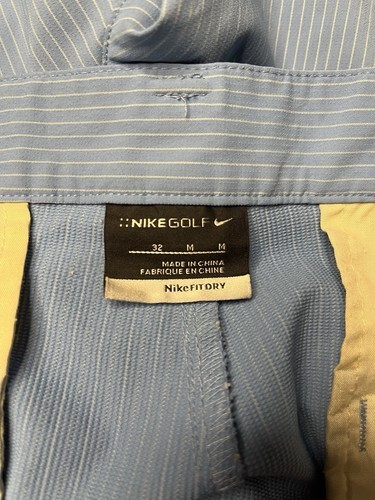 NIKEGOLF
32 M M
MADE IN CHINA
FABRIQUE EN CHINE
NikeFITDRY